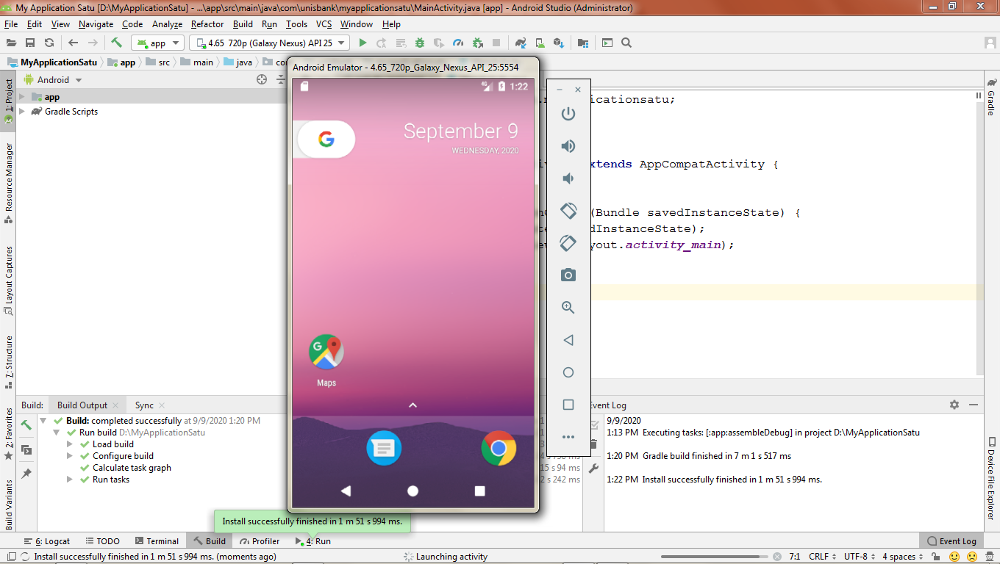 My Application Satu [D:\MyApplicationSatu] - ...\app\src\main\java\com\unisbank\myapplicationsatu\MainActivity.java [app] - Android Studio (Administrator)
File Edit View Navigate Code Analyze Refactor Build Run Tools VCS Window Help
app 4.65 720p (Galaxy Nexus) API 25
MyApplicationSatu app src main java
Android Emulator - 4.65_720p_Galaxy_Nexus_API_25:5554
Android
app
Gradle Scripts
1: Project
Resource Manager
Layout Captures
7: Structure
2: Favorites
Build Variants
4G 1:22
G
September 9
WEDNESDAY, 2020
Maps
icationsatu;
xtends AppCompatActivity {
(Bundle savedInstanceState) {
dInstanceState);
yout.activity_main);
Gradle
Device File Explorer
Build: Build Output Sync
Build: completed successfully at 9/9/2020 1:20 PM
Run build D:\MyApplicationSatu
Load build
Configure build
Calculate task graph
Run tasks
15 s 94 ms
2 s 242 ms
Event Log
9/9/2020
1:13 PM Executing tasks: [:app:assembleDebug] in project D:\MyApplicationSatu
1:20 PM Gradle build finished in 7 m 1 s 517 ms
1:22 PM Install successfully finished in 1 m 51 s 994 ms.
Install successfully finished in 1 m 51 s 994 ms.
6: Logcat TODO Terminal Build Profiler 4: Run Event Log
Install successfully finished in 1 m 51 s 994 ms. (moments ago) Launching activity 7:1 CRLF UTF-8 4 spaces